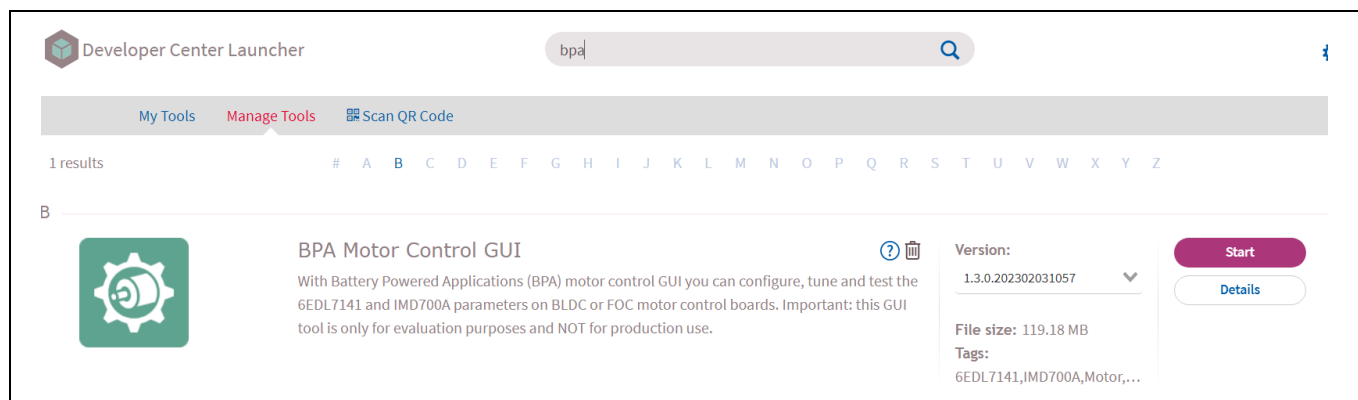 Developer Center Launcher
bpa
My Tools Manage Tools Scan QR Code
1 results # A B C D E F G H I J K L M N O P Q R S T U V W X Y Z
B
BPA Motor Control GUI ?
With Battery Powered Applications (BPA) motor control GUI you can configure, tune and test the
6EDL7141 and IMD700A parameters on BLDC or FOC motor control boards. Important: this GUI
tool is only for evaluation purposes and NOT for production use.
Version:
1.3.0.202302031057
File size: 119.18 MB
Tags:
6EDL7141,IMD700A,Motor,...
Start
Details